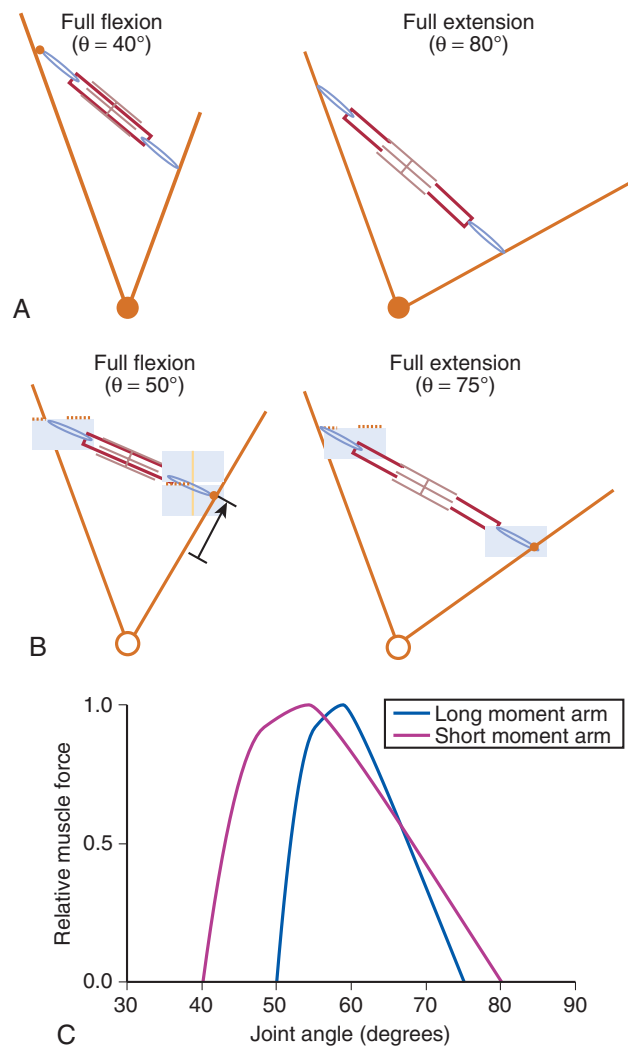 Full flexion
(θ = 40°)
Full extension
(θ = 80°)
A
Full flexion
(θ = 50°)
Full extension
(θ = 75°)
B
1.0
0.5
0.0
Relative muscle force
Long moment arm
Short moment arm
30 40 50 60 70 80 90
Joint angle (degrees)
C